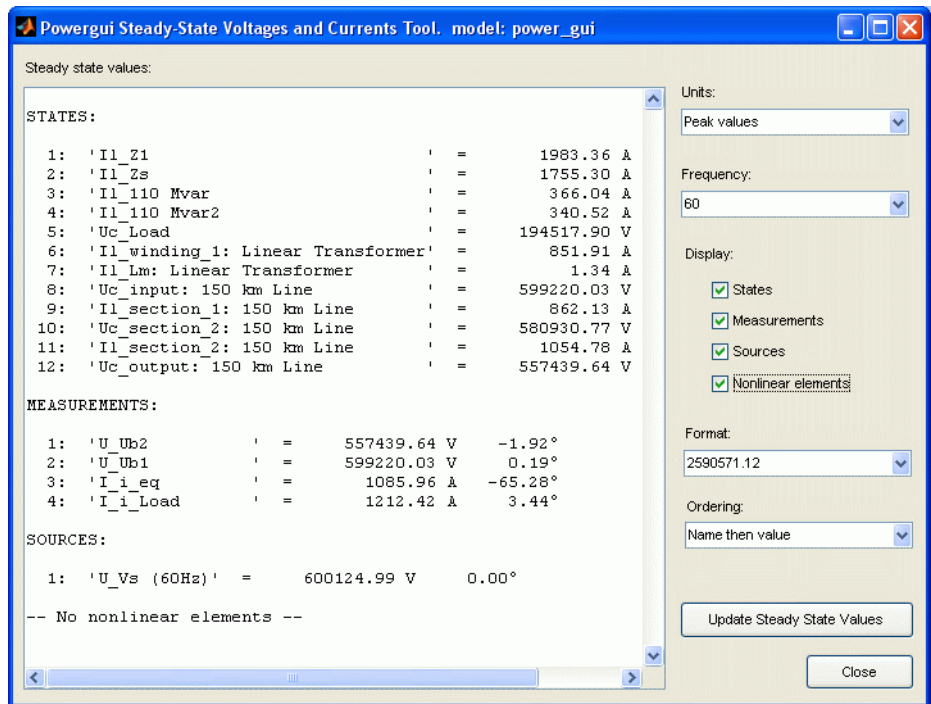 Powergui Steady-State Voltages and Currents Tool.  model: power_gui
Steady state values:
STATES:
1:  'Il_Z1                          '  =       1983.36 A
2:  'Il_Zs                          '  =       1755.30 A
3:  'Il_110 Mvar                    '  =        366.04 A
4:  'Il_110 Mvar2                   '  =        340.52 A
5:  'Uc_Load                        '  =     194517.90 V
6:  'Il_winding_1: Linear Transformer'  =        851.91 A
7:  'Il_Lm: Linear Transformer      '  =          1.34 A
8:  'Uc_input: 150 km Line          '  =     599220.03 V
9:  'Il_section_1: 150 km Line      '  =        862.13 A
10:  'Uc_section_2: 150 km Line      '  =     580930.77 V
11:  'Il_section_2: 150 km Line      '  =       1054.78 A
12:  'Uc_output: 150 km Line         '  =     557439.64 V
MEASUREMENTS:
1:  'U_Ub2          '  =     557439.64 V    -1.92°
2:  'U_Ub1          '  =     599220.03 V     0.19°
3:  'I_i_eq         '  =       1085.96 A   -65.28°
4:  'I_i_Load       '  =       1212.42 A     3.44°
SOURCES:
1:  'U_Vs (60Hz)'  =     600124.99 V     0.00°
-- No nonlinear elements --
Units:
Peak values
Frequency:
60
Display:
States
Measurements
Sources
Nonlinear elements
Format:
2590571.12
Ordering:
Name then value
Update Steady State Values
Close